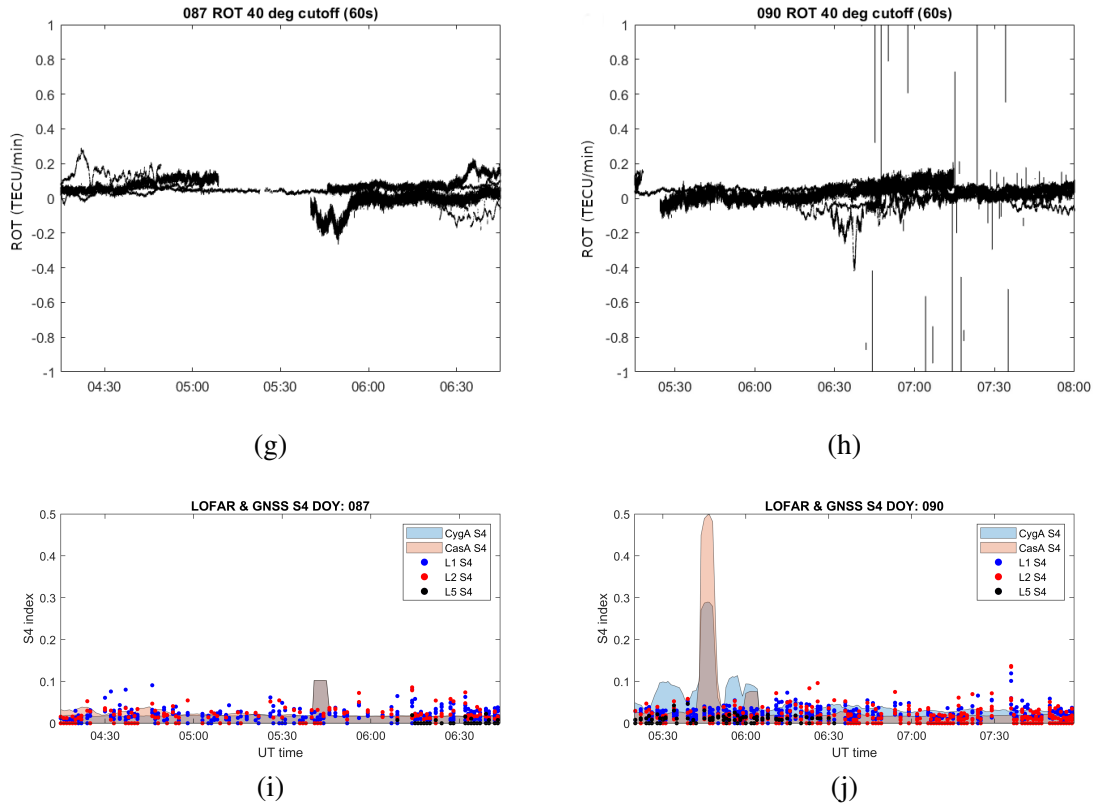 087 ROT 40 deg cutoff (60s)
1
0.8
0.6
0.4
0.2
0
-0.2
-0.4
-0.6
-0.8
-1
ROT (TECU/min)
04:30 05:00 05:30 06:00 06:30
(g)
090 ROT 40 deg cutoff (60s)
1
0.8
0.6
0.4
0.2
0
-0.2
-0.4
-0.6
-0.8
-1
ROT (TECU/min)
05:30 06:00 06:30 07:00 07:30 08:00
(h)
LOFAR & GNSS S4 DOY: 087
0.5
0.4
0.3
0.2
0.1
0
S4 index
CygA S4
CasA S4
L1 S4
L2 S4
L5 S4
04:30 05:00 05:30 06:00 06:30
UT time
(i)
LOFAR & GNSS S4 DOY: 090
0.5
0.4
0.3
0.2
0.1
0
S4 index
CygA S4
CasA S4
L1 S4
L2 S4
L5 S4
05:30 06:00 06:30 07:00 07:30
UT time
(j)